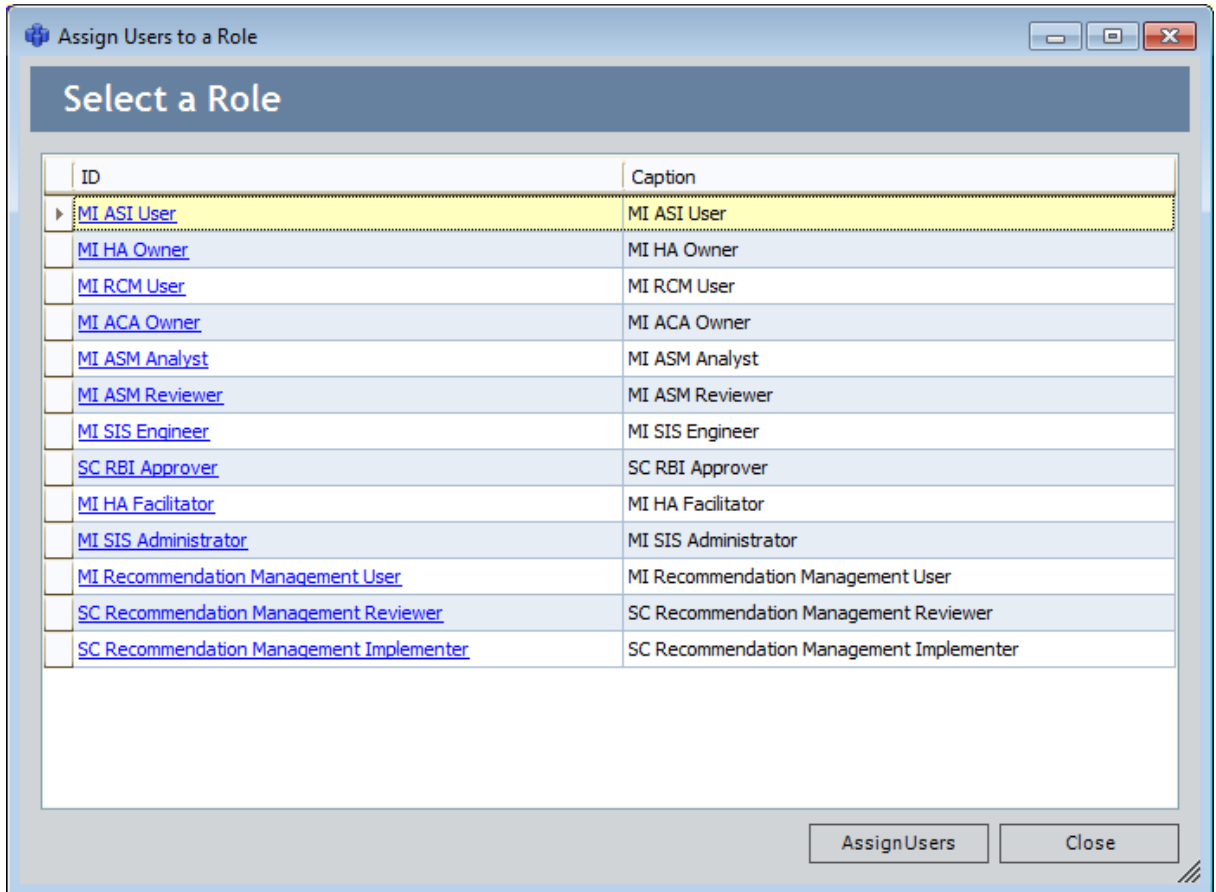 Assign Users to a Role
Select a Role
ID Caption
MI ASI User MI ASI User
MI HA Owner MI HA Owner
MI RCM User MI RCM User
MI ACA Owner MI ACA Owner
MI ASM Analyst MI ASM Analyst
MI ASM Reviewer MI ASM Reviewer
MI SIS Engineer MI SIS Engineer
SC RBI Approver SC RBI Approver
MI HA Facilitator MI HA Facilitator
MI SIS Administrator MI SIS Administrator
MI Recommendation Management User MI Recommendation Management User
SC Recommendation Management Reviewer SC Recommendation Management Reviewer
SC Recommendation Management Implementer SC Recommendation Management Implementer
AssignUsers Close